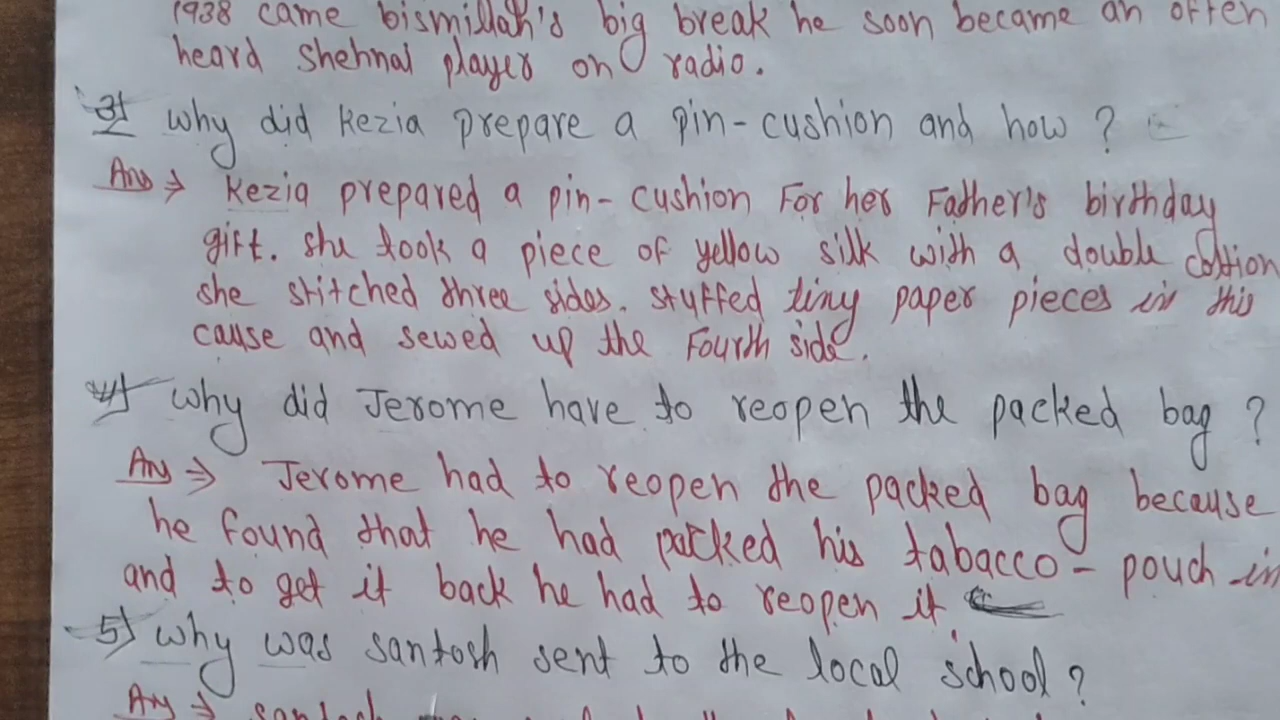 1938 came bismillah's big break he soon became an often
heard shehnai player on radio.
3) why did Kezia prepare a pin-cushion and how ?
Ans ⇒ Kezia prepared a pin-cushion For her Father's birthday
gift. she took a piece of yellow silk with a double cottion
she stitched three sides. stuffed tiny paper pieces in this
cause and sewed up the Fourth side.
4) why did Jerome have to reopen the packed bag ?
Ans ⇒ Jerome had to reopen the packed bag because
he found that he had packed his tabacco-pouch in
and to get it back he had to reopen it.
5) why was santosh sent to the local school ?
Ans ⇒ santosh